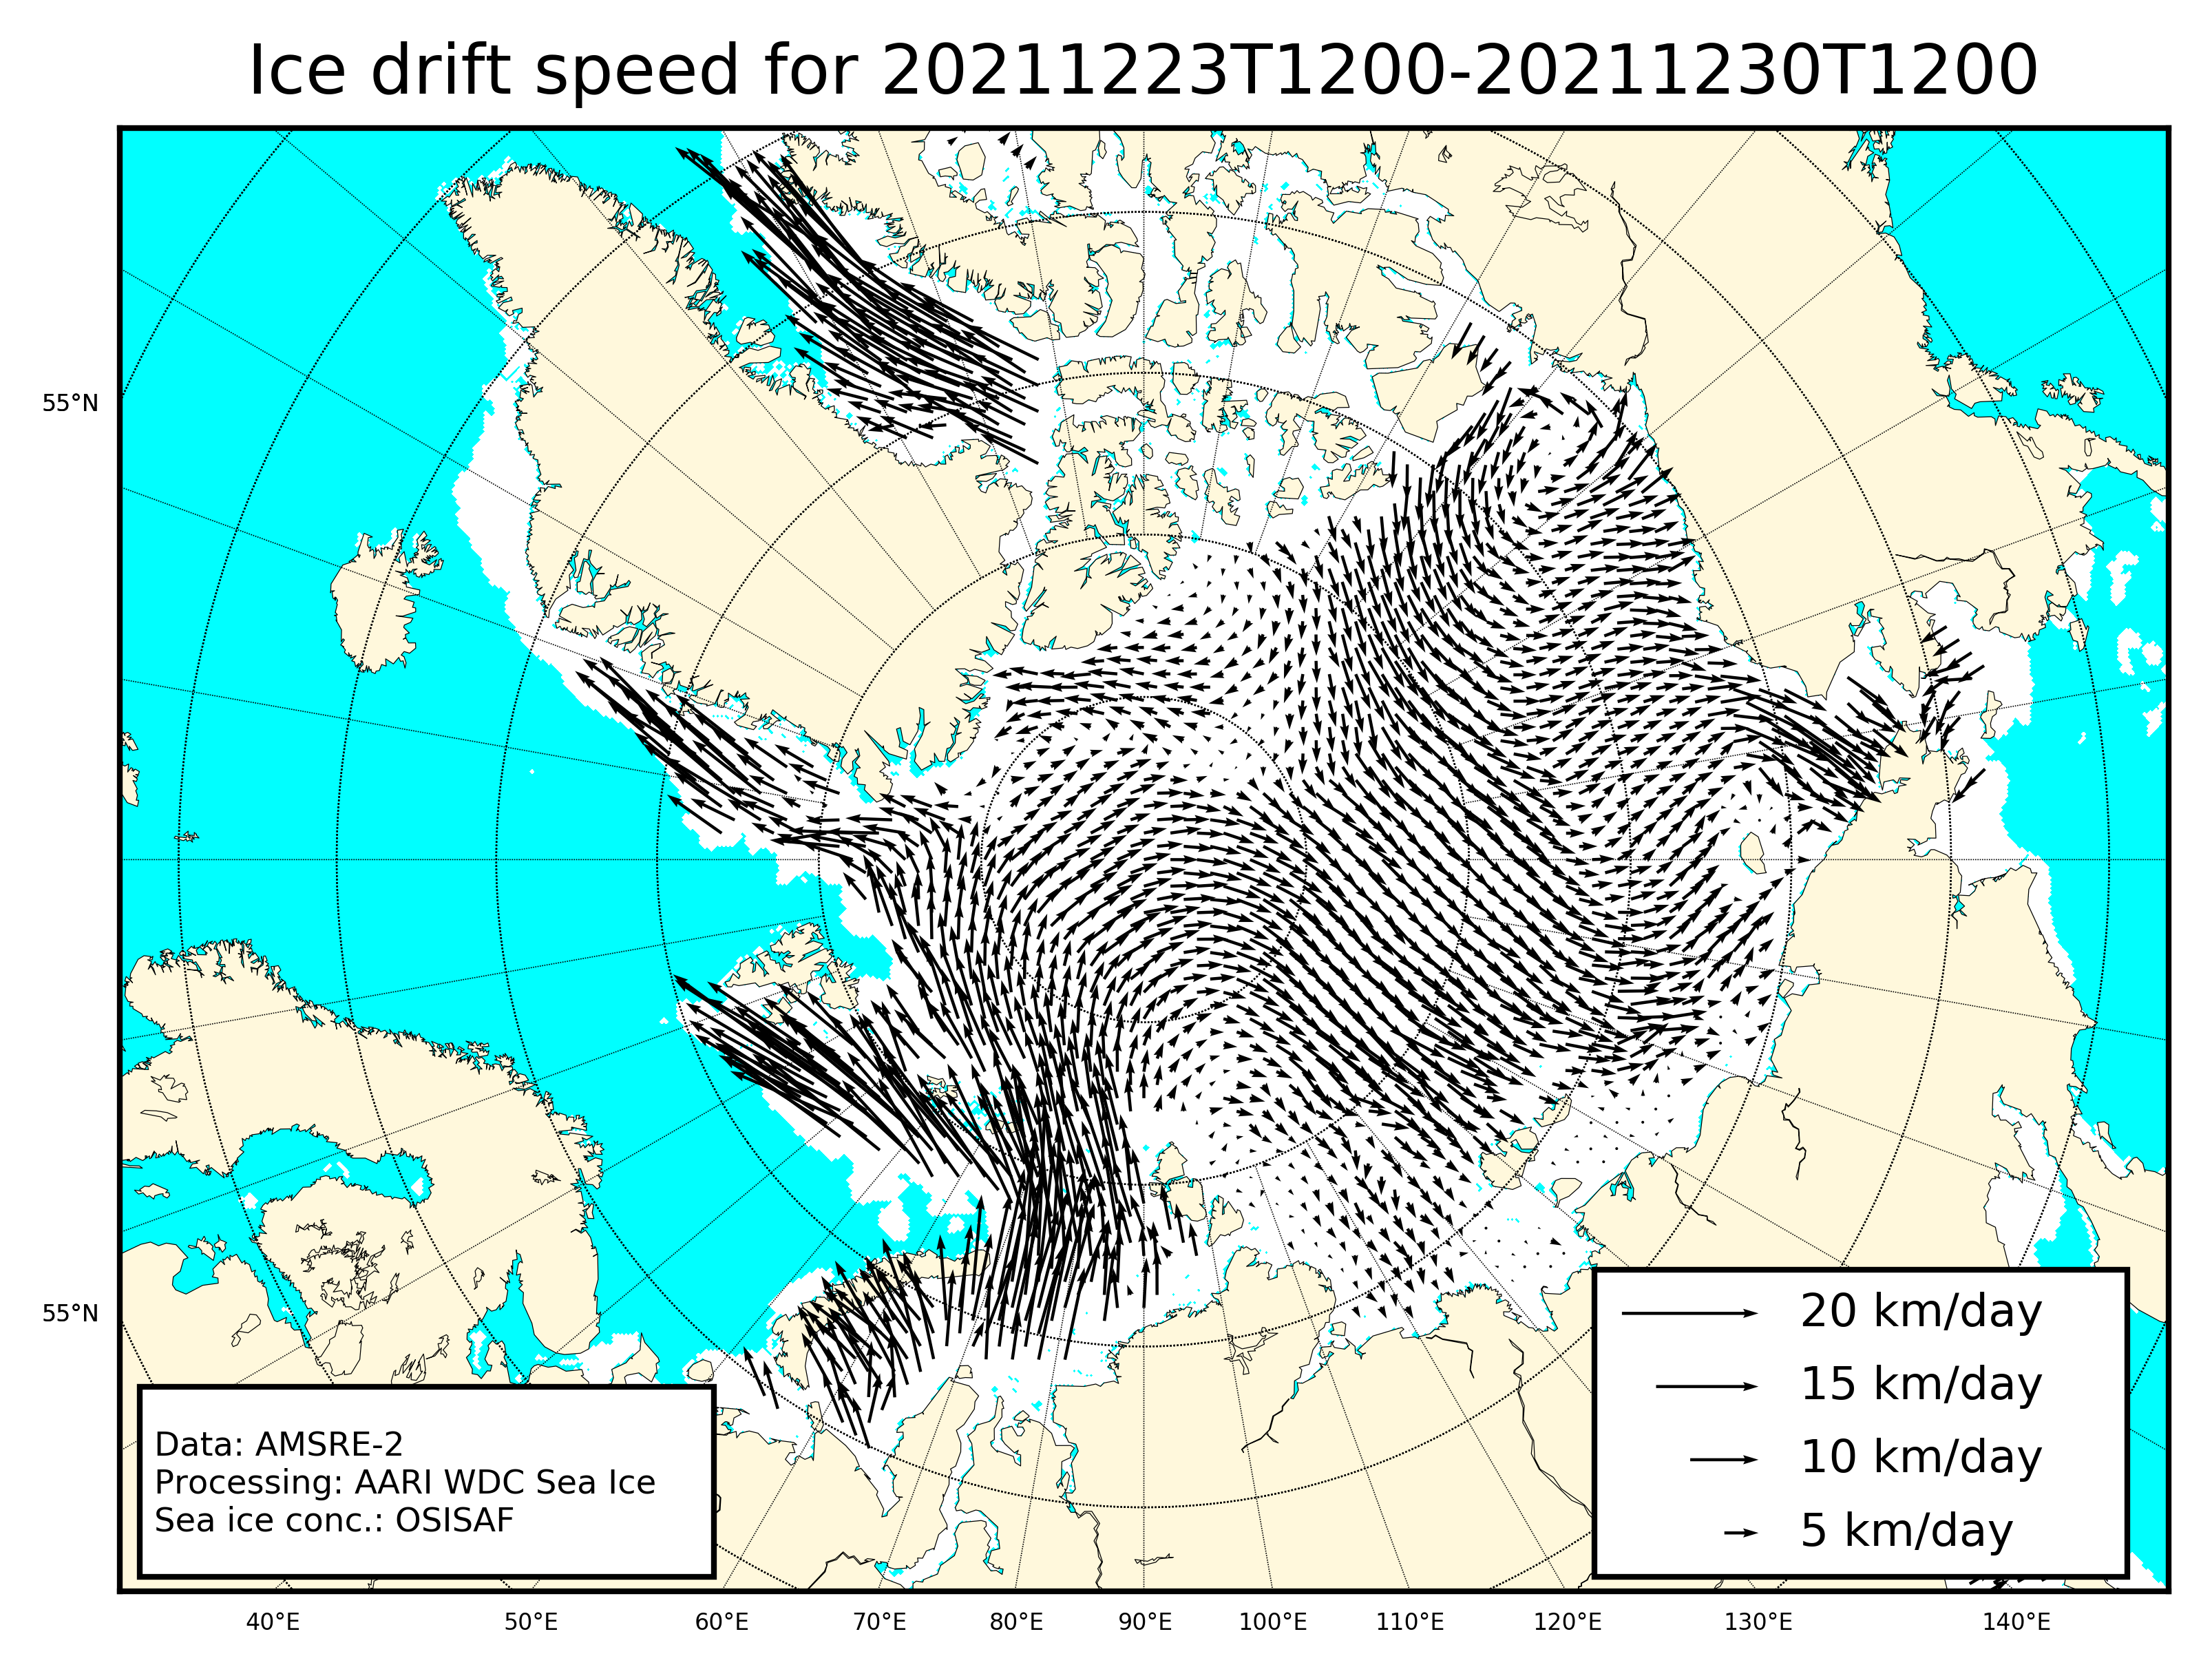 Ice drift speed for 20211223T1200-20211230T1200
55°N
55°N
20 km/day
15 km/day
10 km/day
5 km/day
Data: AMSRE-2
Processing: AARI WDC Sea Ice
Sea ice conc.: OSISAF
40°E 50°E 60°E 70°E 80°E 90°E 100°E 110°E 120°E 130°E 140°E